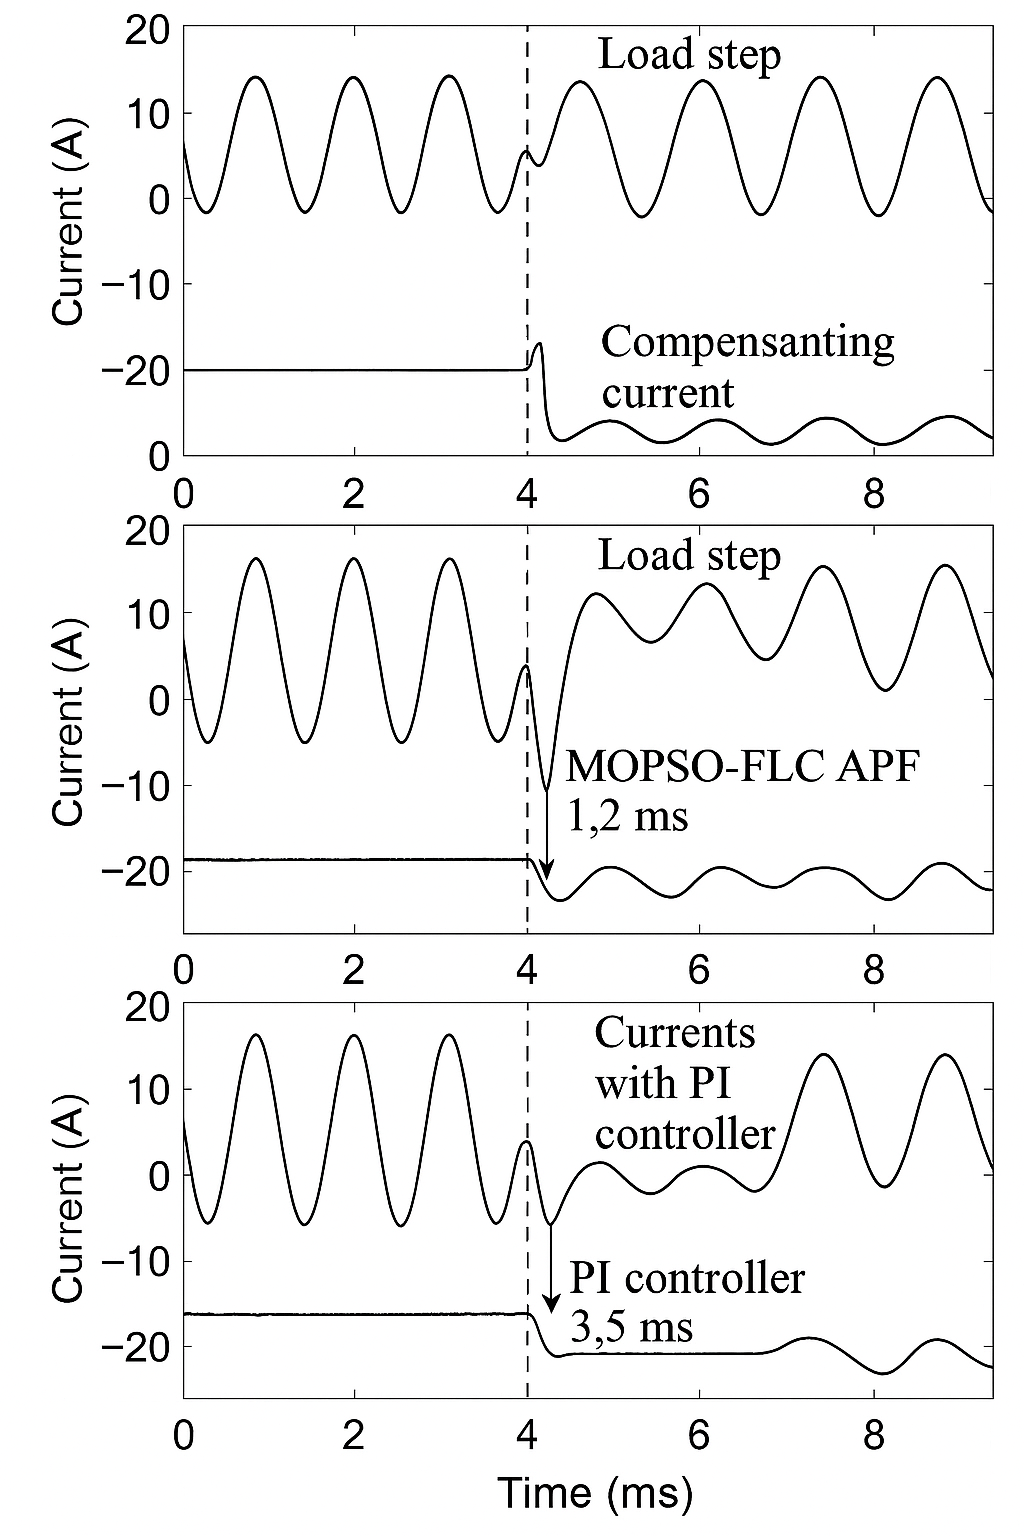 20
Load step
10
0
−10
Current (A)
Compensanting
current
−20
0
0 2 4 6 8
20
Load step
10
0
−10
Current (A)
MOPSO-FLC APF
1,2 ms
−20
0 2 4 6 8
20
Currents
with PI
controller
10
0
−10
Current (A)
PI controller
3,5 ms
−20
0 2 4 6 8
Time (ms)